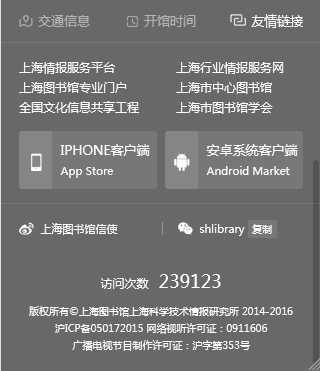 交通信息 开馆时间 友情链接
上海情报服务平台 上海行业情报服务网
上海图书馆专业门户 上海市中心图书馆
全国文化信息共享工程 上海市图书馆学会
IPHONE客户端 安卓系统客户端
App Store Android Market
上海图书馆信使 shlibrary 复制
访问次数 239123
版权所有©上海图书馆上海科学技术情报研究所 2014-2016
沪ICP备050172015 网络视听许可证：0911606
广播电视节目制作许可证：沪字第353号